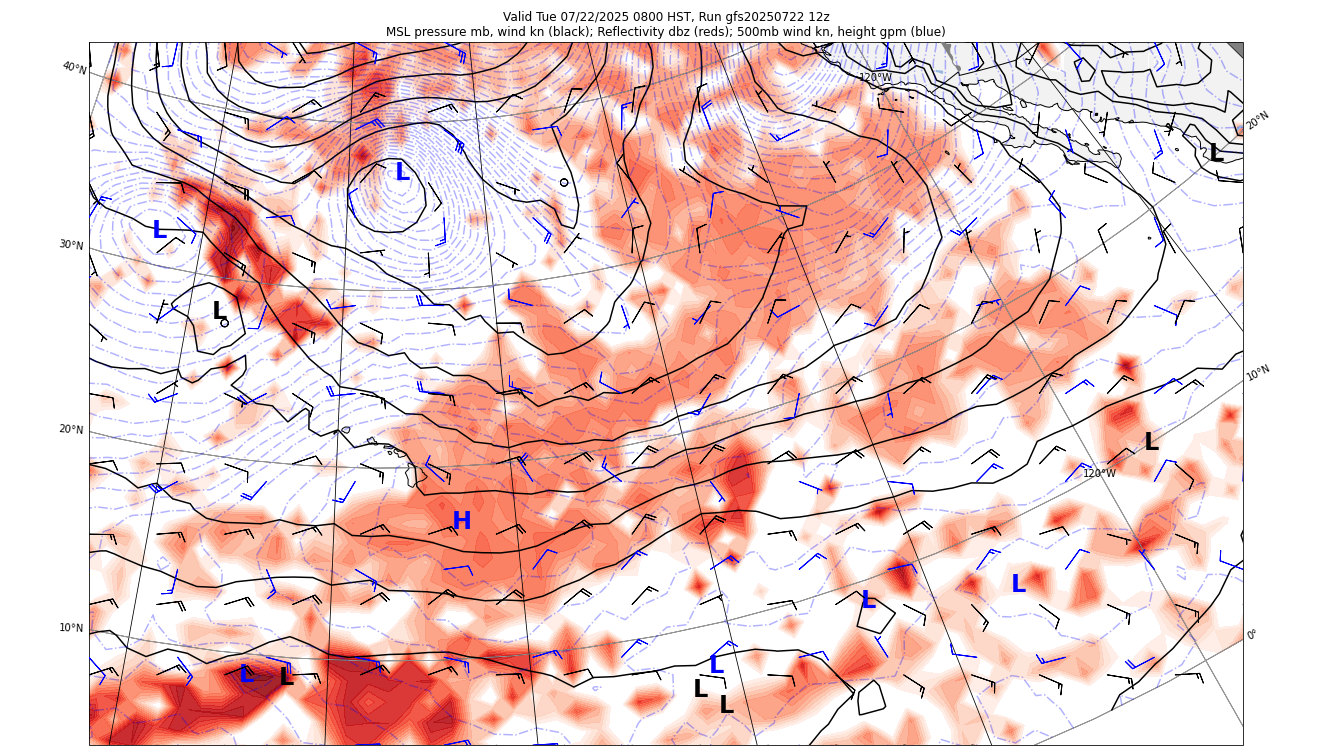 Valid Tue 07/22/2025 0800 HST, Run gfs20250722 12z
MSL pressure mb, wind kn (black); Reflectivity dbz (reds); 500mb wind kn, height gpm (blue)
40°N
120°W
20°N
L
L
L
30°N
L
10°N
20°N
L
120°W
H
L
L
10°N
0°
L
L
L
L
L